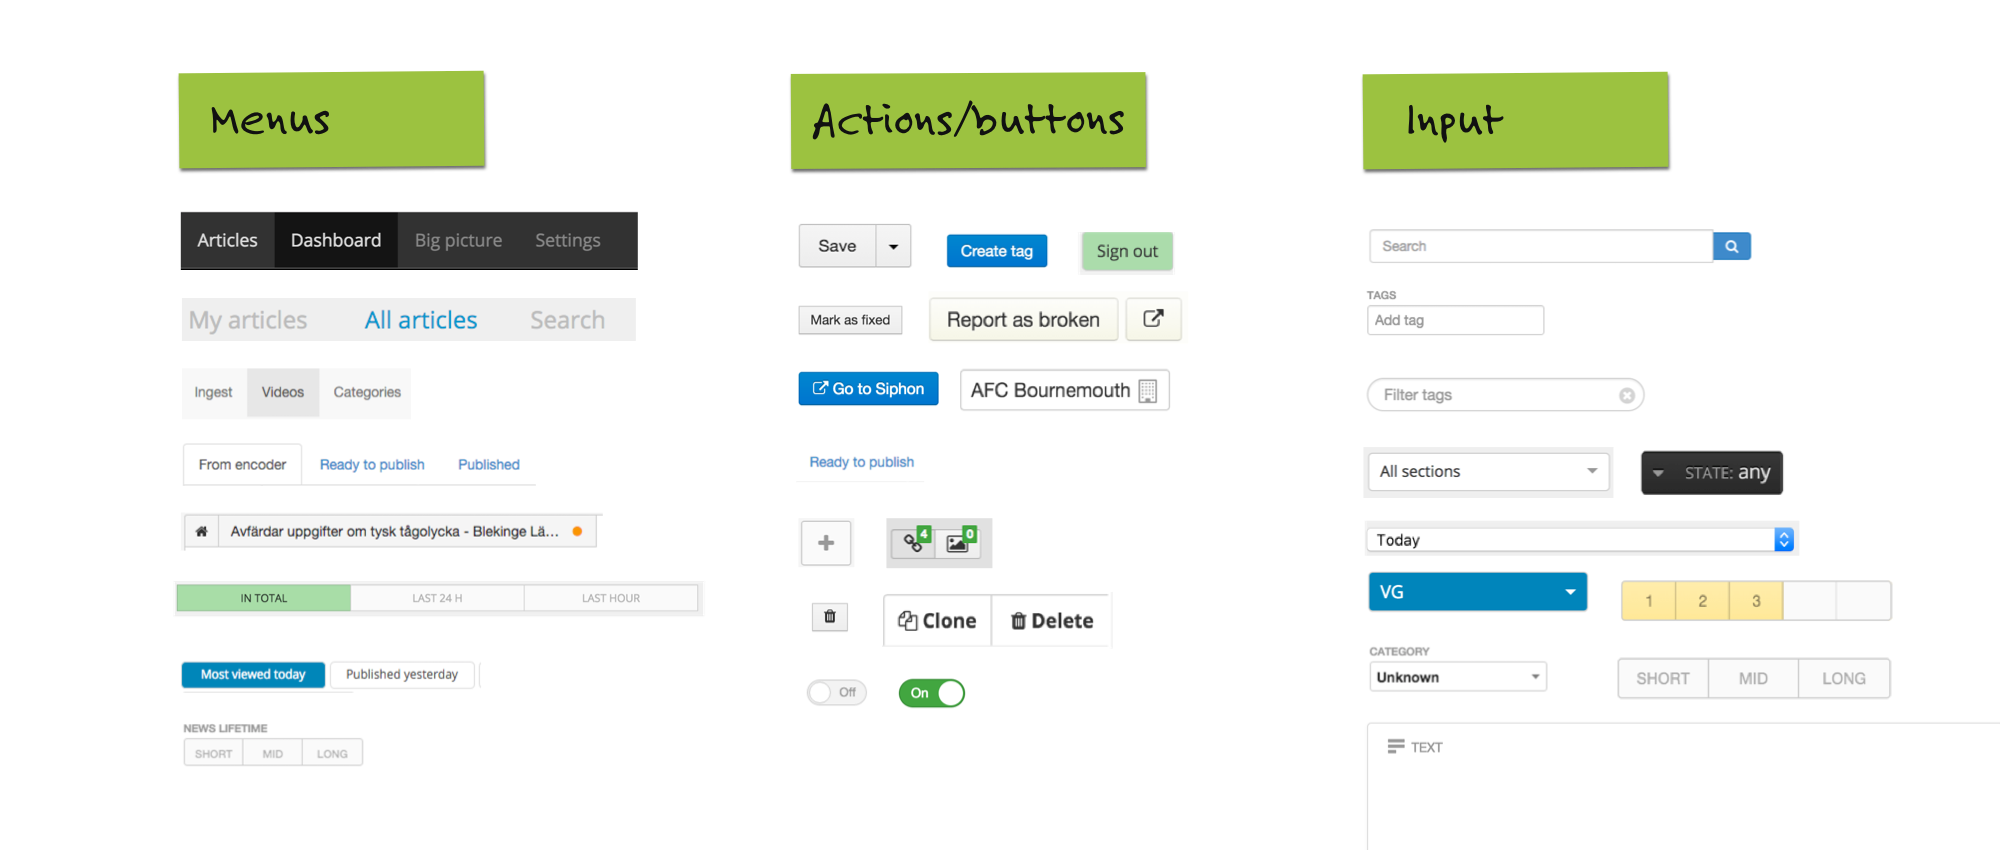 Menus
Articles Dashboard Big picture Settings
My articles All articles Search
Ingest Videos Categories
From encoder Ready to publish Published
Avfärdar uppgifter om tysk tågolycka - Blekinge Lä...
IN TOTAL LAST 24 H LAST HOUR
Most viewed today Published yesterday
NEWS LIFETIME
SHORT MID LONG
Actions/buttons
Save Create tag Sign out
Mark as fixed Report as broken
Go to Siphon AFC Bournemouth
Ready to publish
4 0
Clone Delete
Off On
Input
Search
TAGS
Add tag
Filter tags
All sections STATE: any
Today
VG 1 2 3
CATEGORY
Unknown SHORT MID LONG
TEXT